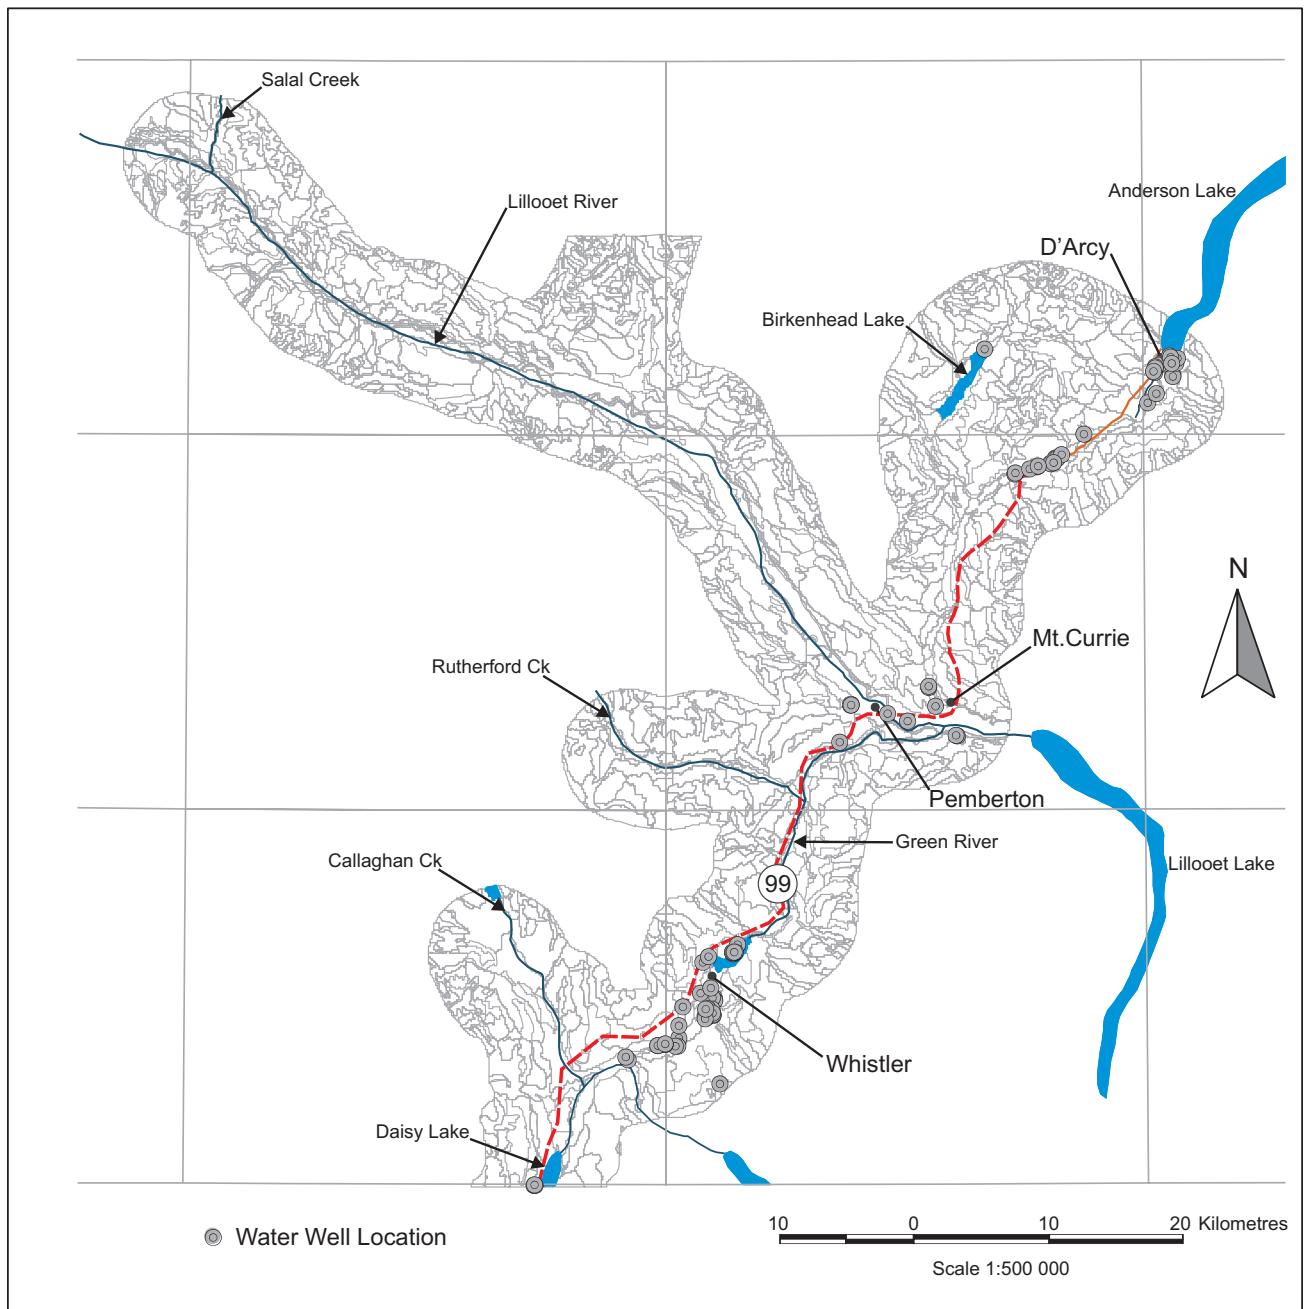 Salal Creek
Lillooet River
Anderson Lake
D'Arcy
Birkenhead Lake
N
Mt.Currie
Rutherford Ck
Pemberton
Green River
Callaghan Ck
Lillooet Lake
99
Whistler
Daisy Lake
Water Well Location
10 0 10 20 Kilometres
Scale 1:500 000